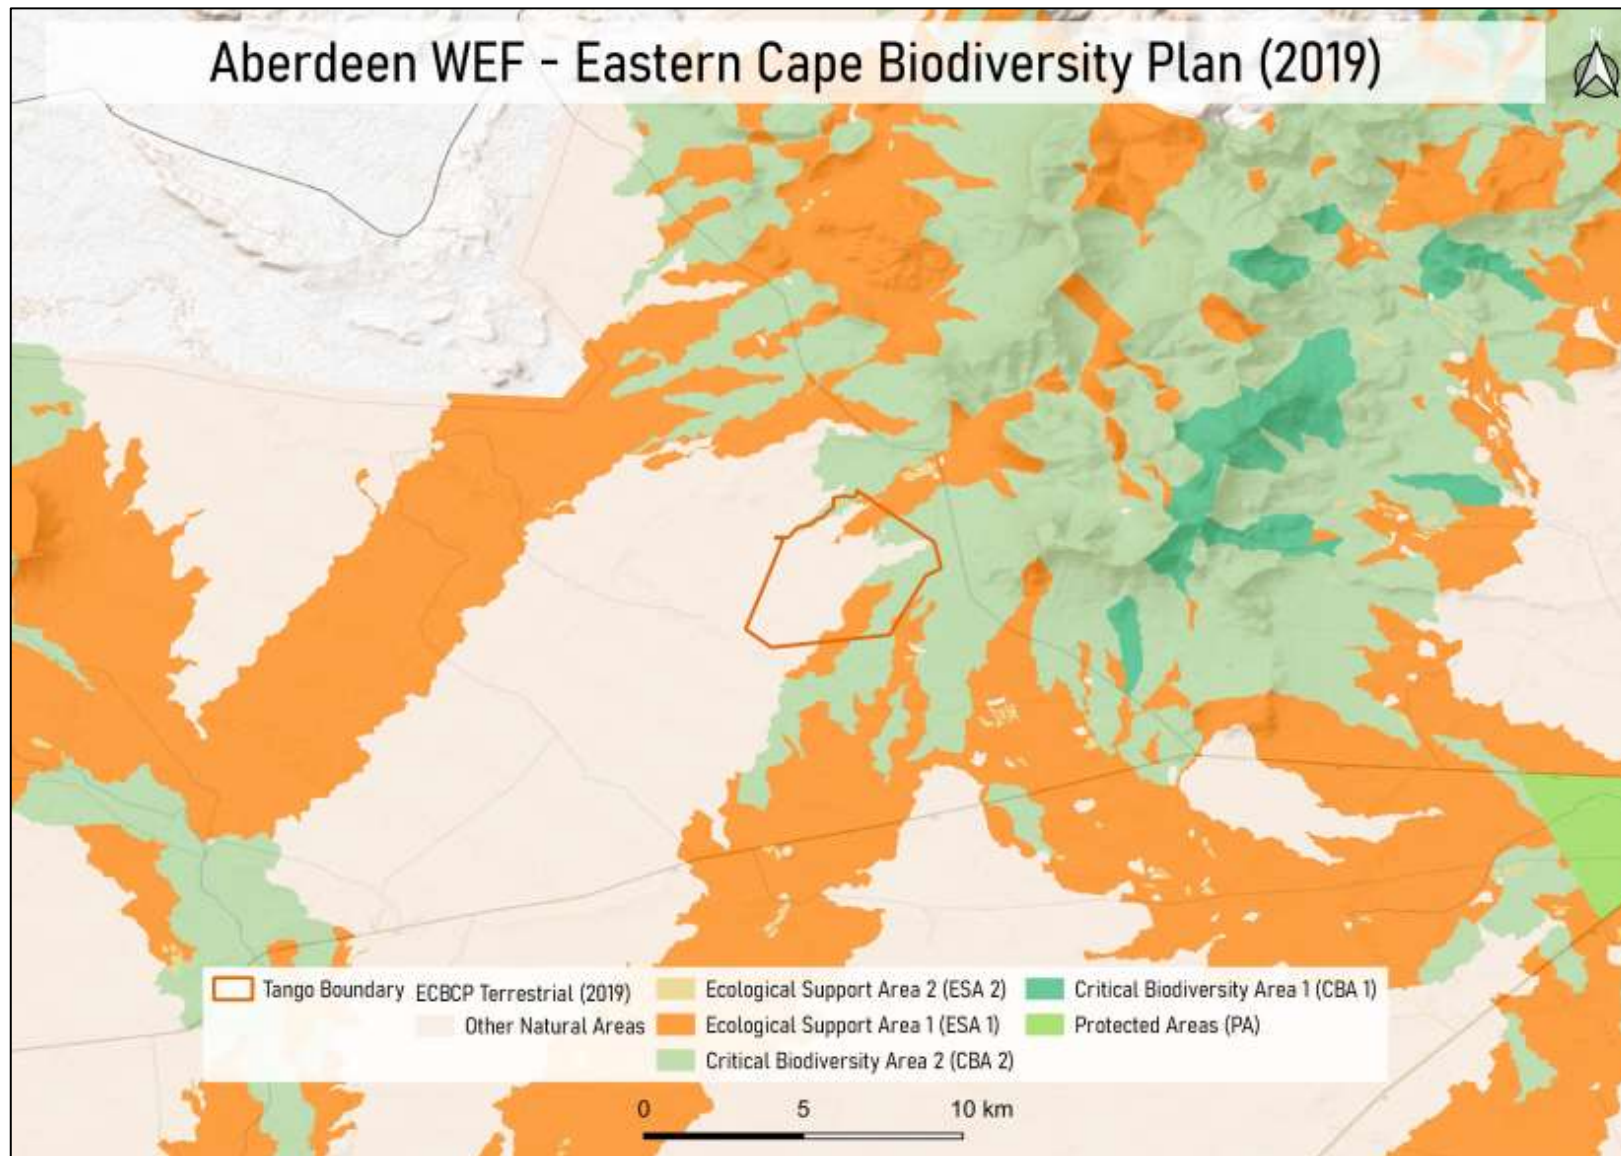 Aberdeen WEF - Eastern Cape Biodiversity Plan (2019)
N
Tango Boundary
ECBCP Terrestrial (2019)
Other Natural Areas
Ecological Support Area 2 (ESA 2)
Ecological Support Area 1 (ESA 1)
Critical Biodiversity Area 2 (CBA 2)
Critical Biodiversity Area 1 (CBA 1)
Protected Areas (PA)
0 5 10 km